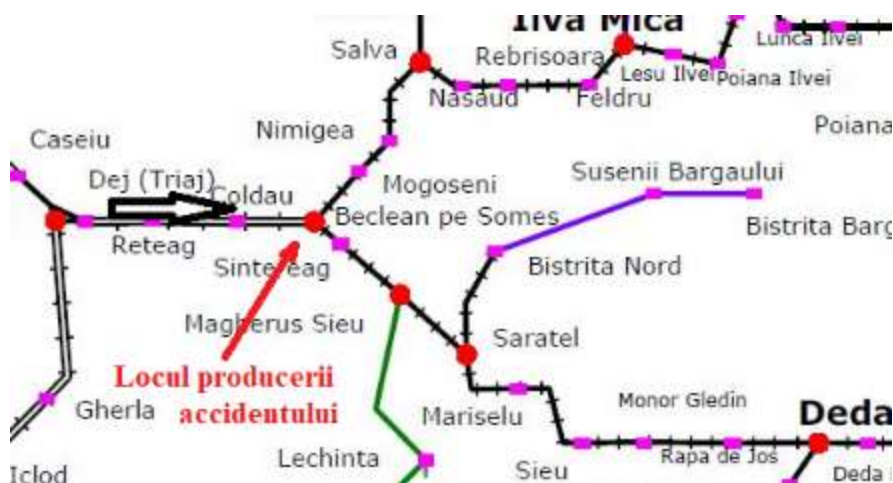 Ilva Mica
Lunca Ilvei
Salva
Rebrisoara
Lesu Ilvei
Poiana Ilvei
Nasaud
Feldru
Caseiu
Nimigea
Poiana
Dej (Triaj)
Coldau
Mogoseni
Susenii Bargaului
Beclean pe Somes
Reteag
Bistrita Barg
Sintereag
Bistrita Nord
Magherus Sieu
Saratel
Locul producerii
accidentului
Gherla
Mariselu
Monor Gledin
Deda
Lechinta
Rapa de Jos
Iclod
Sieu
Deda